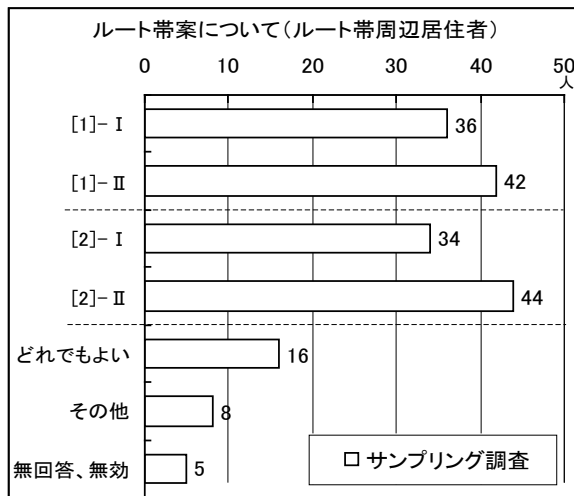 ルート帯案について(ルート帯周辺居住者)
0 10 20 30 40 50
人
[1]-Ⅰ 36
[1]-Ⅱ 42
[2]-Ⅰ 34
[2]-Ⅱ 44
どれでもよい 16
その他 8
無回答、無効 5
サンプリング調査